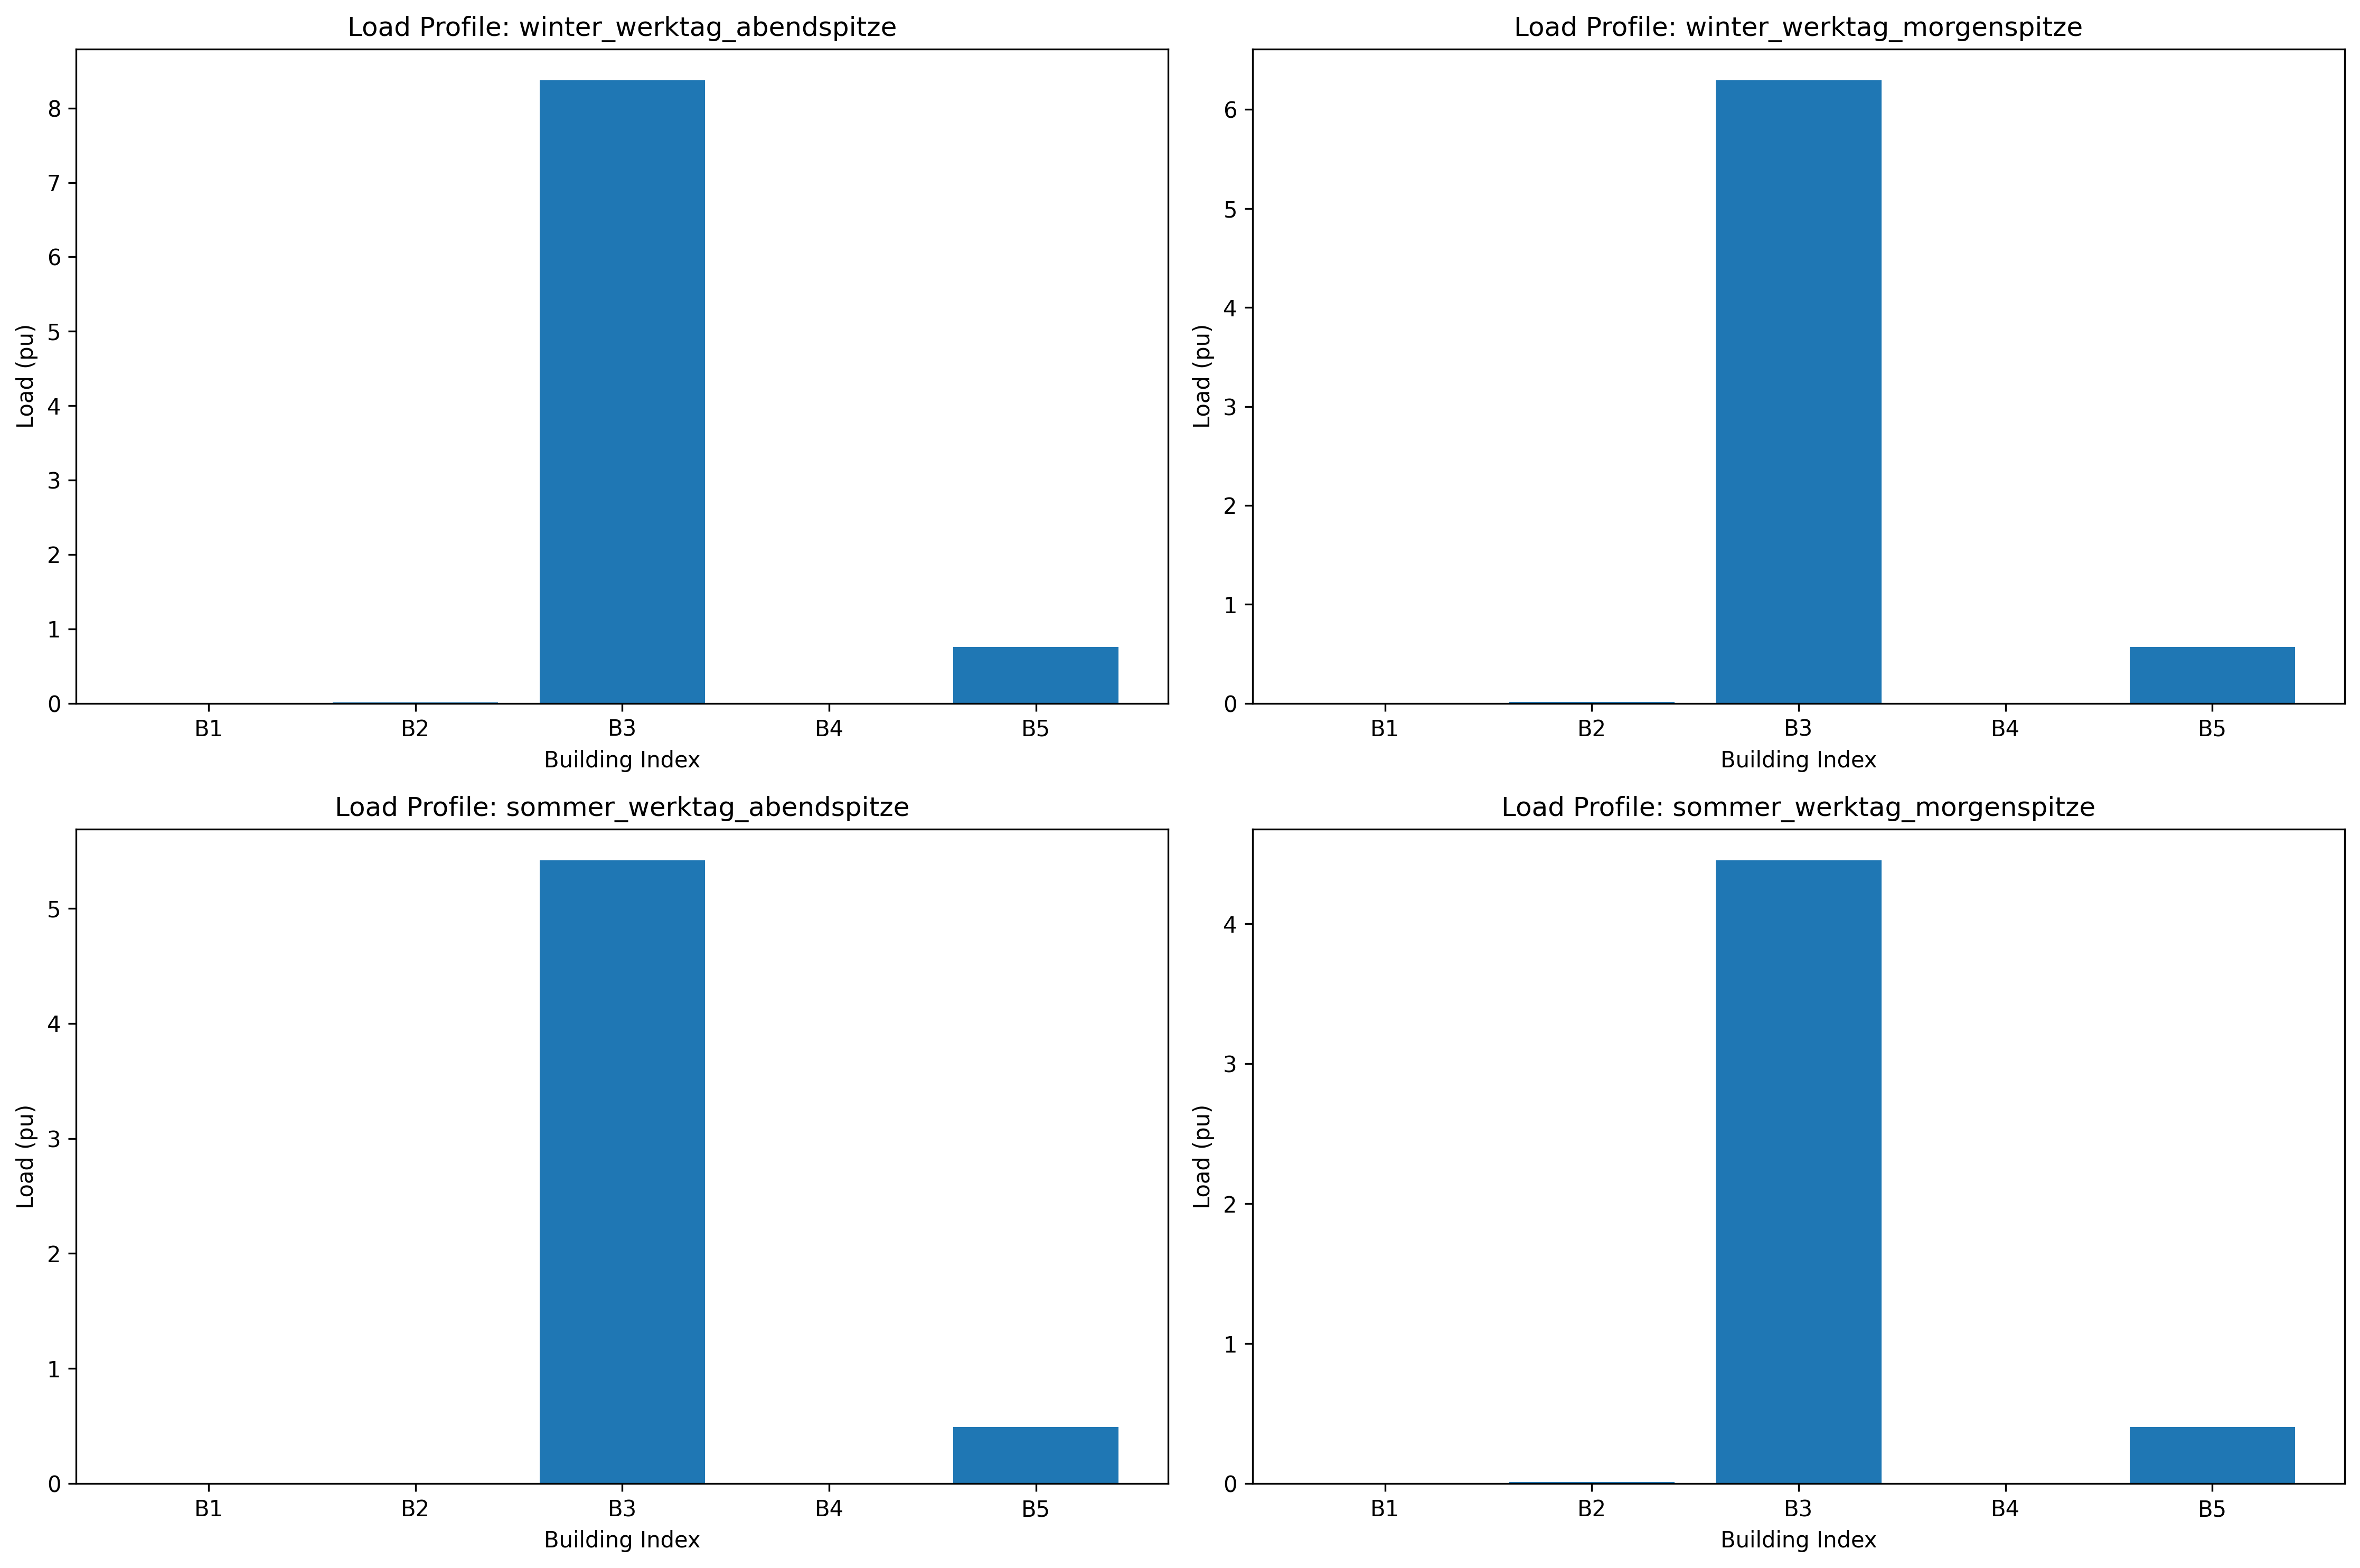 Load Profile: winter_werktag_abendspitze
Load (pu)
8
7
6
5
4
3
2
1
0
B1 B2 B3 B4 B5
Building Index
Load Profile: winter_werktag_morgenspitze
Load (pu)
6
5
4
3
2
1
0
B1 B2 B3 B4 B5
Building Index
Load Profile: sommer_werktag_abendspitze
Load (pu)
5
4
3
2
1
0
B1 B2 B3 B4 B5
Building Index
Load Profile: sommer_werktag_morgenspitze
Load (pu)
4
3
2
1
0
B1 B2 B3 B4 B5
Building Index